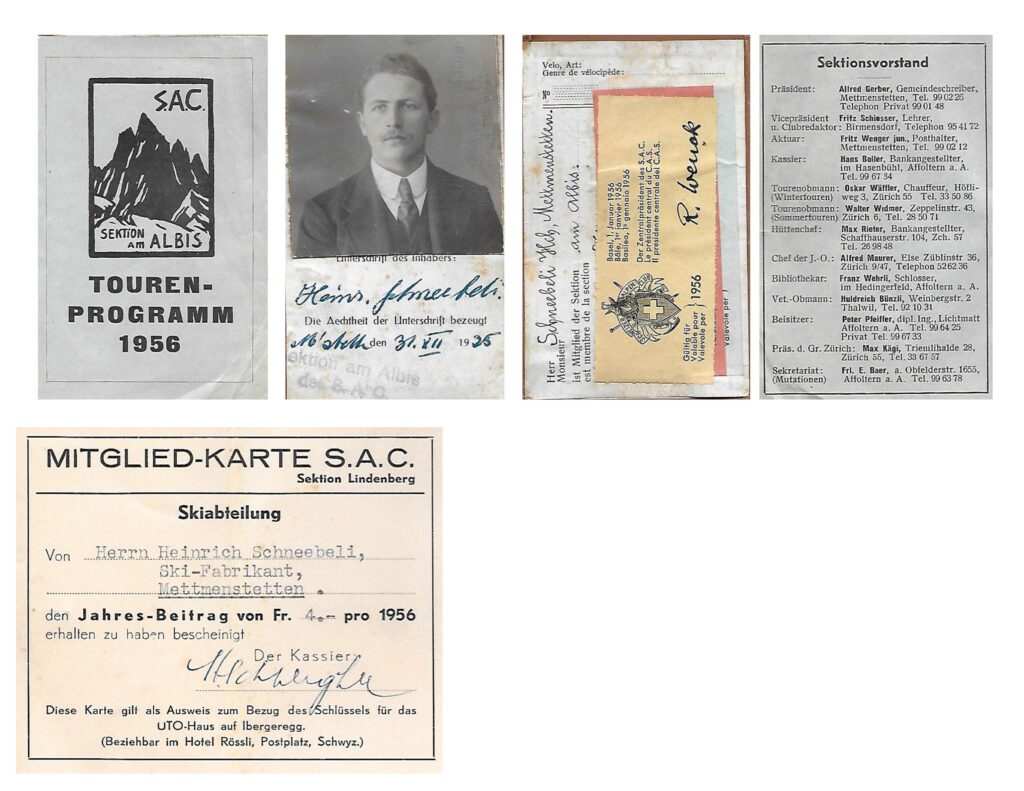 S.A.C.
SEKTION
AM ALBIS
TOUREN-
PROGRAMM
1956
Unterschrift des Inhabers:
Heinr. Schneebeli.
Die Aechtheit der Unterschrift bezeugt
M'stetten den 31. XII 1925
Sektion am Albis
des S. A. C.
Velo, Art:
Genre de vélocipède:
No
Herr
Monsieur
Schneebeli Hch, Mettmenstetten.
ist Mitglied der Sektion
est membre de la section
am Albis.
Basel, 1. Januar 1956
Bâle, 1er janvier 1956
Basilea, 1o gennaio 1956
Der Zentralpräsident des S.A.C.
Le président central du C.A.S.
Il presidente centrale del C.A.S.
Gültig für
Valable pour
Valevole per
1956
Valevole per
Sektionsvorstand
Präsident: Alfred Gerber, Gemeindeschreiber,
Mettmenstetten, Tel. 99 02 26
Telephon Privat 99 01 48
Vicepräsident Fritz Schiesser, Lehrer,
u. Clubredaktor: Birmensdorf, Telephon 95 41 72
Aktuar: Fritz Wenger jun., Posthalter,
Mettmenstetten, Tel. 99 02 12
Kassier: Hans Boller, Bankangestellter,
im Hasenbühl, Affoltern a. A.
Tel. 99 67 34
Tourenobmann: Oskar Wäffler, Chauffeur, Höfli-
(Wintertouren) weg 3, Zürich 55 Tel. 33 50 86
Tourenobmann: Walter Widmer, Zeppelinstr. 43,
(Sommertouren) Zürich 6, Tel. 28 50 71
Hüttenchef: Max Rieter, Bankangestellter,
Schaffhauserstr. 104, Zch. 57
Tel. 26 98 48
Chef der J.-O.: Alfred Maurer, Else Züblinstr 36,
Zürich 9/47, Telephon 52 62 36
Bibliothekar: Franz Wehrli, Schlosser,
im Hedingerfeld, Affoltern a. A.
Vet.-Obmann: Huldreich Bünzli, Weinbergstr. 2
Thalwil, Tel. 92 10 31
Beisitzer: Peter Pfeiffer, dipl. Ing., Lichtmatt
Affoltern a. A. Tel. 99 64 25
Privat Tel. 99 67 33
Präs. d. Gr. Zürich: Max Kägi, Triemlihalde 28,
Zürich 55, Tel. 33 67 57
Sekretariat: Frl. E. Baer, a. Obfelderstr. 1655,
(Mutationen) Affoltern a. A. Tel. 99 63 78
MITGLIED-KARTE S.A.C.
Sektion Lindenberg
Skiabteilung
Von Herrn Heinrich Schneebeli,
Ski-Fabrikant,
Mettmenstetten.
den Jahres-Beitrag von Fr. 4.- pro 1956
erhalten zu haben bescheinigt
Der Kassier:
Diese Karte gilt als Ausweis zum Bezug des Schlüssels für das
UTO-Haus auf Ibergeregg.
(Beziehbar im Hotel Rössli, Postplatz, Schwyz.)